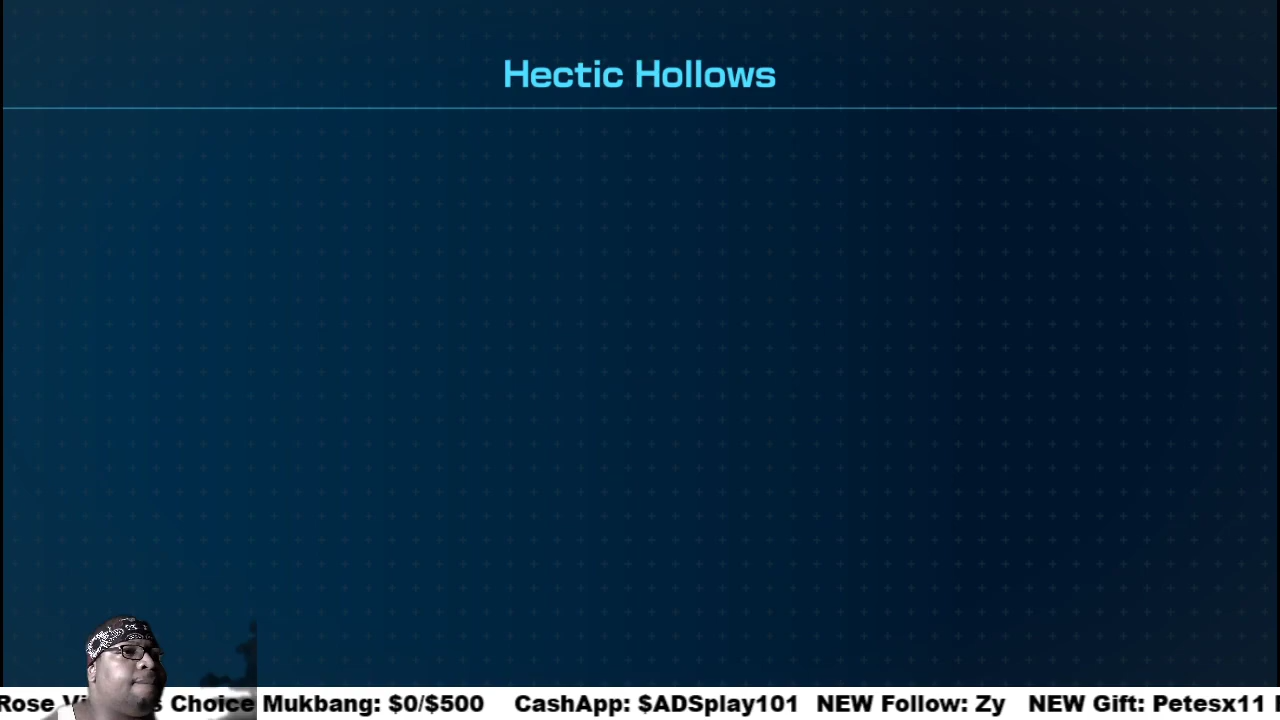 Hectic Hollows
Rose Choice Mukbang: $0/$500 CashApp: $ADSplay101 NEW Follow: Zy NEW Gift: Petesx11